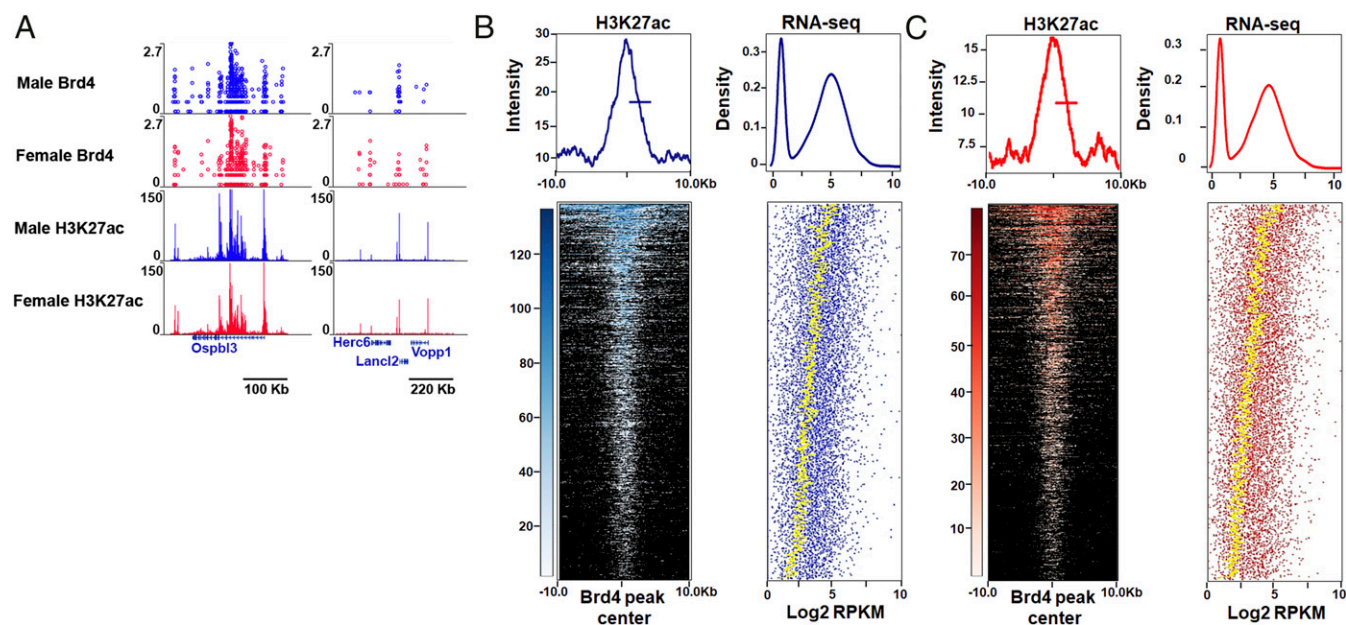 A
Male Brd4
Female Brd4
Male H3K27ac
Female H3K27ac
2.7
0
2.7
0
150
0
150
0
2.7
0
2.7
0
150
0
150
0
Ospbl3
100 Kb
Herc6
Lancl2
Vopp1
220 Kb
B
H3K27ac
Intensity
30
25
20
15
10
-10.0
10.0Kb
RNA-seq
Density
0.3
0.2
0.1
0
0
5
10
120
100
80
60
40
20
-10.0
10.0Kb
Brd4 peak
center
0
5
10
Log2 RPKM
C
H3K27ac
Intensity
15
12.5
10
7.5
-10.0
10.0Kb
RNA-seq
Density
0.3
0.2
0.1
0
0
5
10
70
60
50
40
30
20
10
-10.0
10.0Kb
Brd4 peak
center
0
5
10
Log2 RPKM